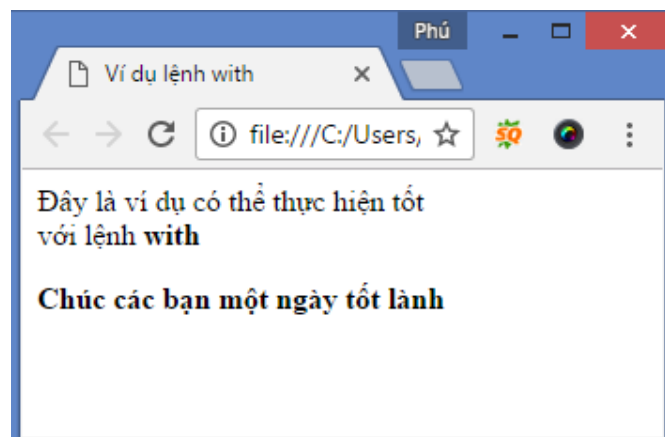 Phú
Ví dụ lệnh with
file:///C:/Users,
SQ
Đây là ví dụ có thể thực hiện tốt
với lệnh with
Chúc các bạn một ngày tốt lành